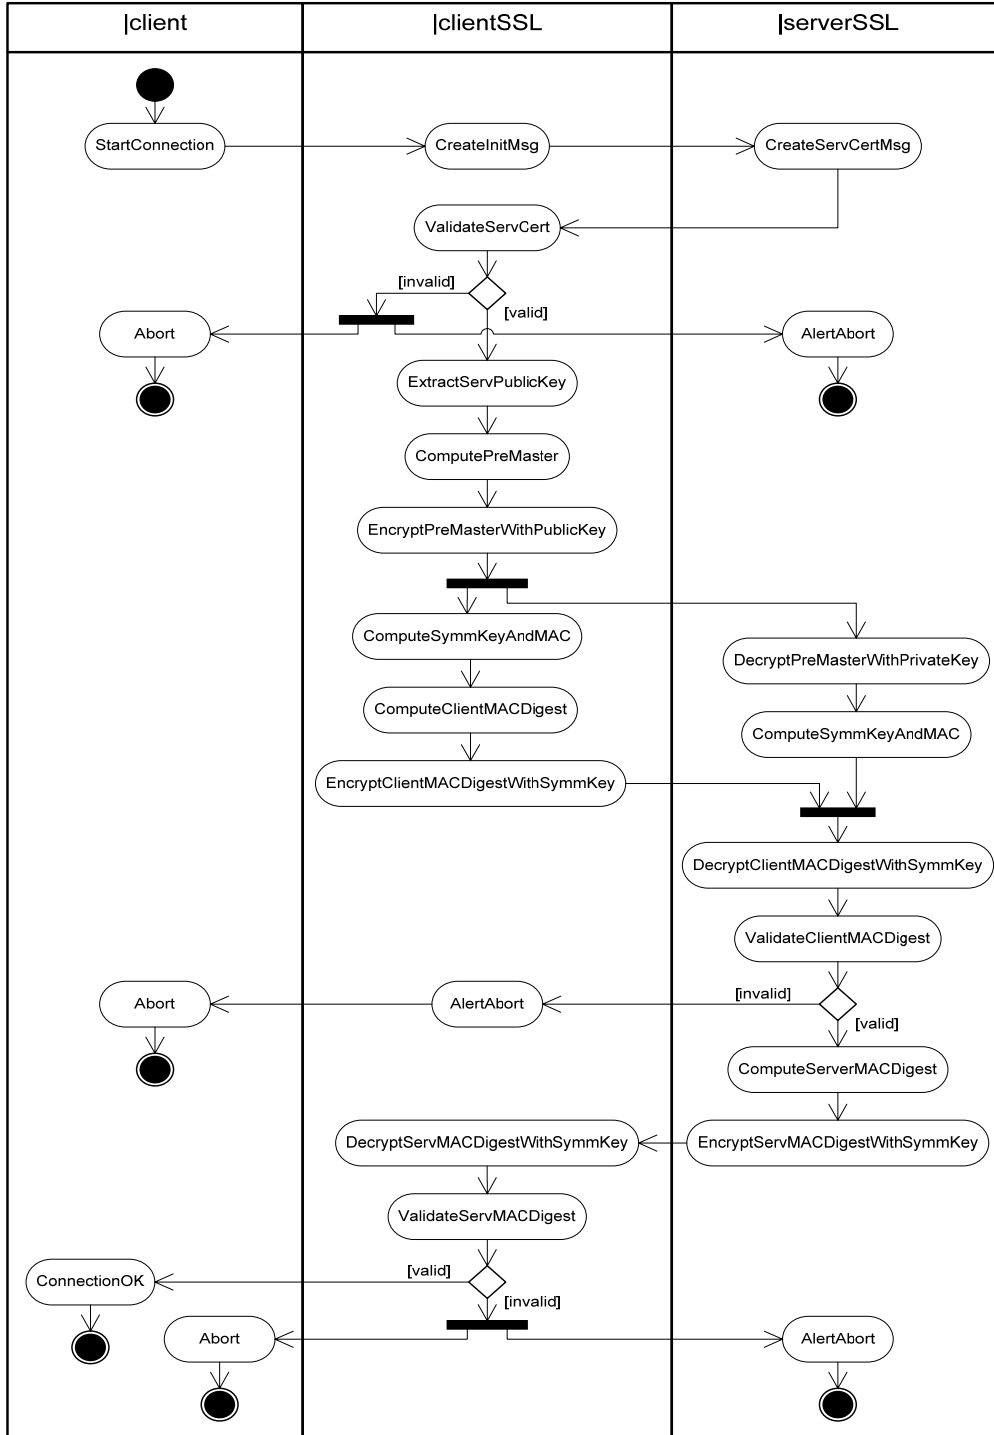 |client
|clientSSL
|serverSSL
StartConnection
CreateInitMsg
CreateServCertMsg
ValidateServCert
[invalid]
[valid]
Abort
AlertAbort
ExtractServPublicKey
ComputePreMaster
EncryptPreMasterWithPublicKey
ComputeSymmKeyAndMAC
DecryptPreMasterWithPrivateKey
ComputeClientMACDigest
ComputeSymmKeyAndMAC
EncryptClientMACDigestWithSymmKey
DecryptClientMACDigestWithSymmKey
ValidateClientMACDigest
[invalid]
Abort
AlertAbort
[valid]
ComputeServerMACDigest
DecryptServMACDigestWithSymmKey
EncryptServMACDigestWithSymmKey
ValidateServMACDigest
[valid]
ConnectionOK
[invalid]
Abort
AlertAbort